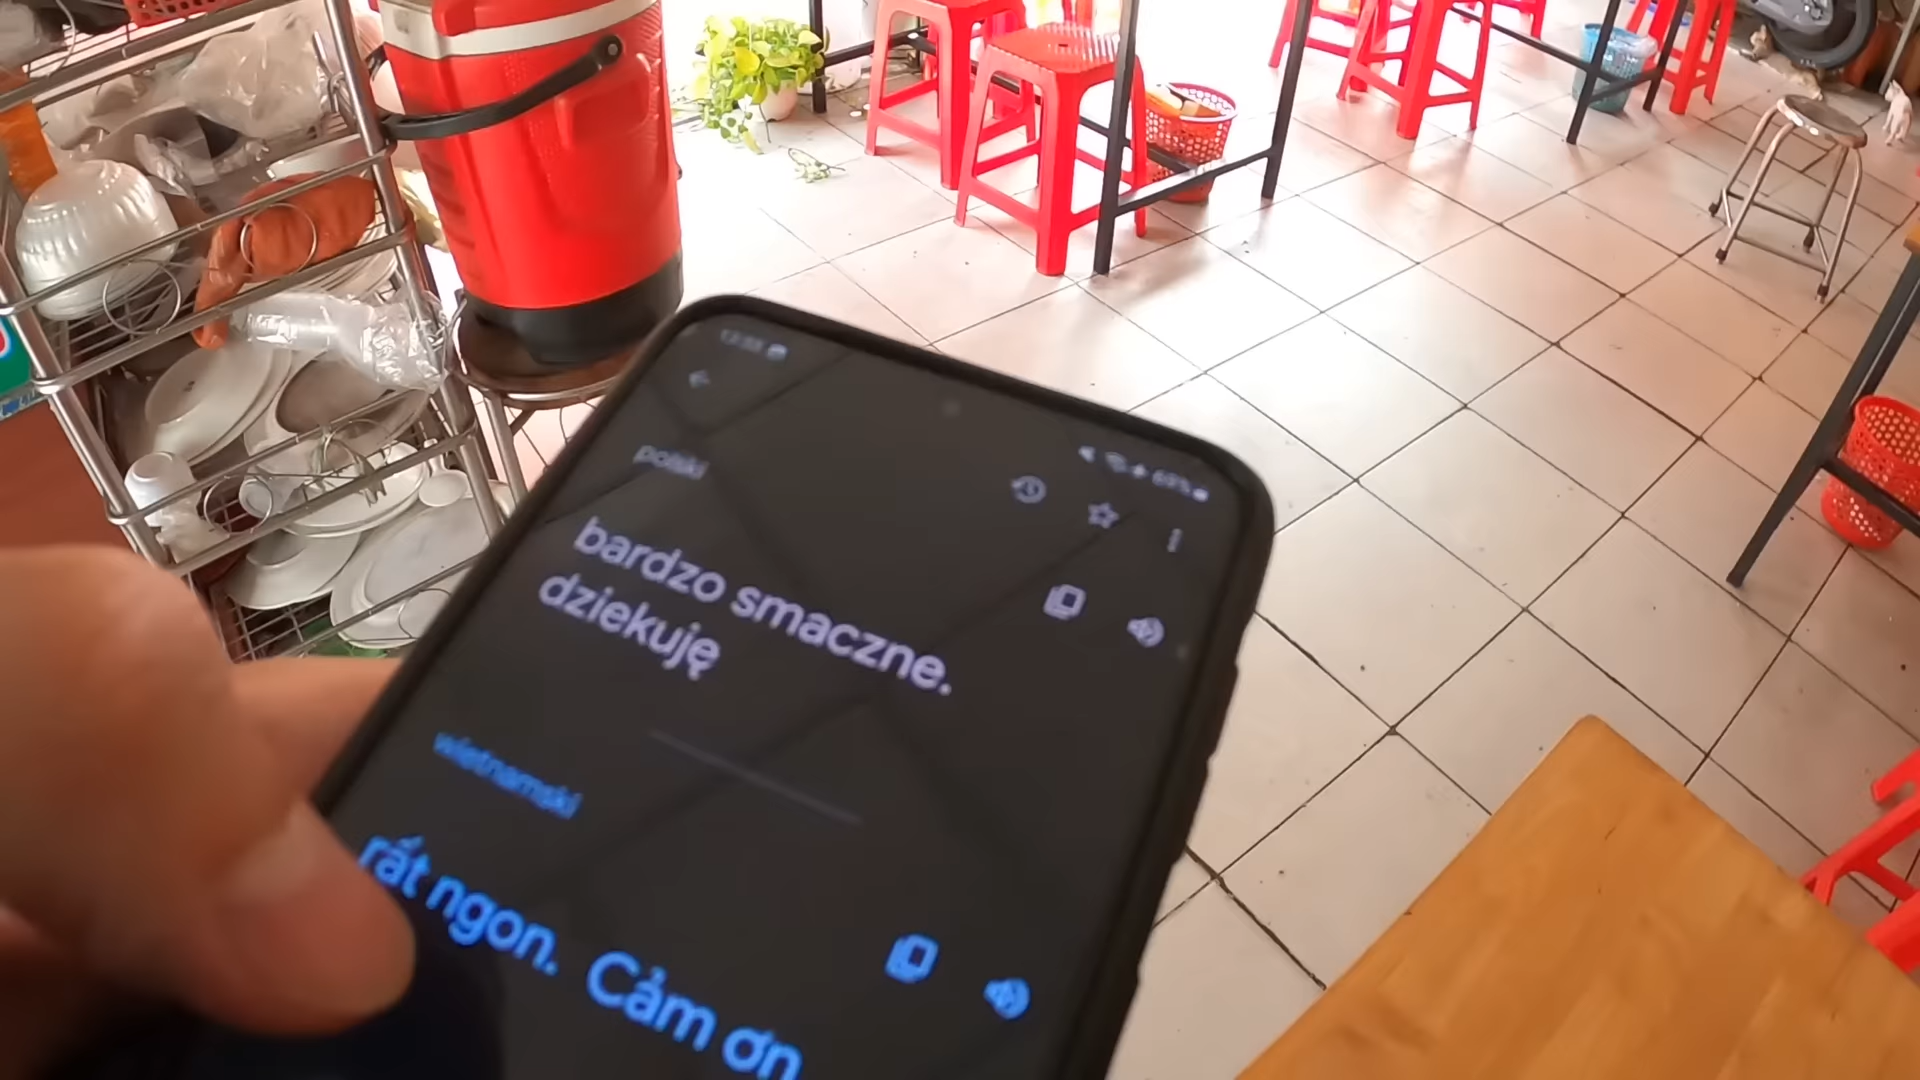 polski
bardzo smaczne.
dziekuję
wietnamski
rất ngon. Cảm ơn